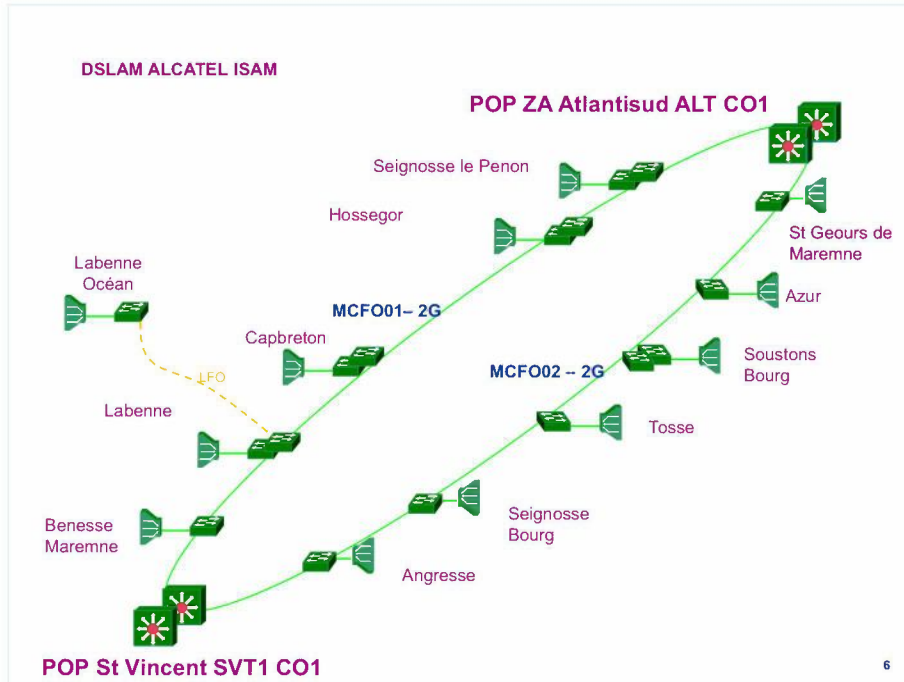 DSLAM ALCATEL ISAM
POP ZA Atlantisud ALT CO1
Seignosse le Penon
Hossegor
St Geours de
Maremne
Labenne
Océan
Azur
MCFO01– 2G
Capbreton
MCFO02 – 2G
Soustons
Bourg
LFO
Labenne
Tosse
Benesse
Maremne
Seignosse
Bourg
Angresse
POP St Vincent SVT1 CO1
6